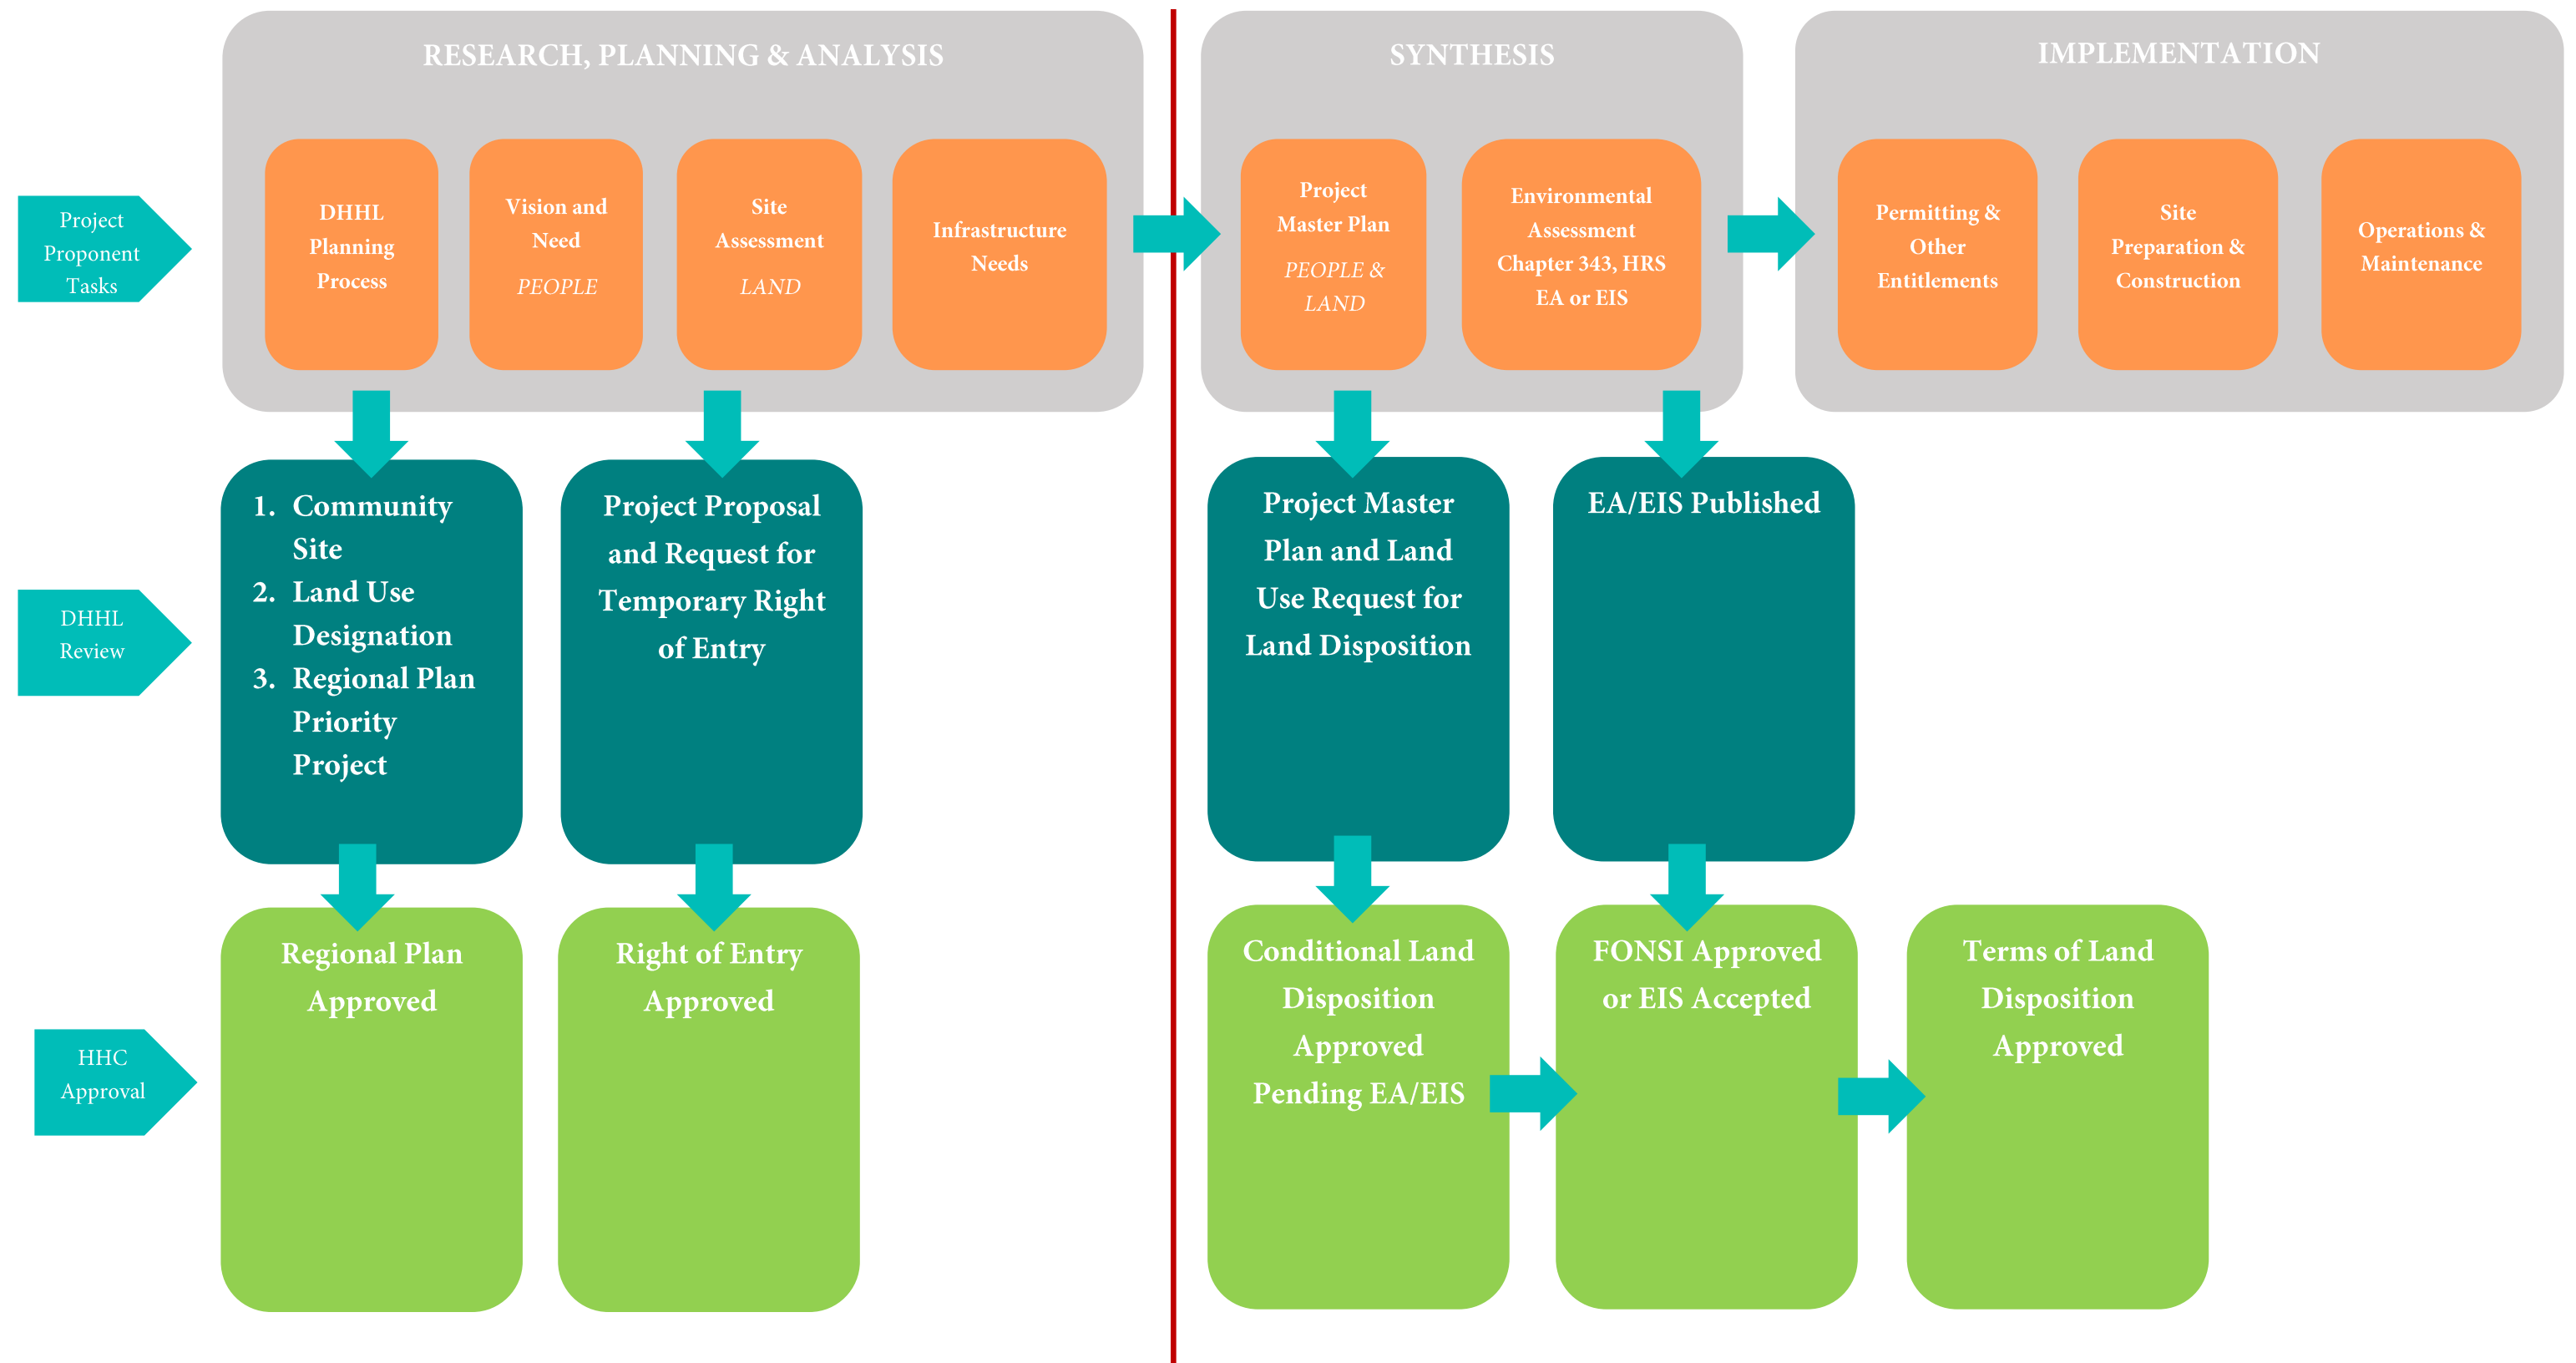 RESEARCH, PLANNING & ANALYSIS
SYNTHESIS
IMPLEMENTATION
Project
Proponent
Tasks
DHHL
Planning
Process
Vision and
Need
PEOPLE
Site
Assessment
LAND
Infrastructure
Needs
Project
Master Plan
PEOPLE &
LAND
Environmental
Assessment
Chapter 343, HRS
EA or EIS
Permitting &
Other
Entitlements
Site
Preparation &
Construction
Operations &
Maintenance
DHHL
Review
1. Community
Site
2. Land Use
Designation
3. Regional Plan
Priority
Project
Project Proposal
and Request for
Temporary Right
of Entry
Project Master
Plan and Land
Use Request for
Land Disposition
EA/EIS Published
HHC
Approval
Regional Plan
Approved
Right of Entry
Approved
Conditional Land
Disposition
Approved
Pending EA/EIS
FONSI Approved
or EIS Accepted
Terms of Land
Disposition
Approved